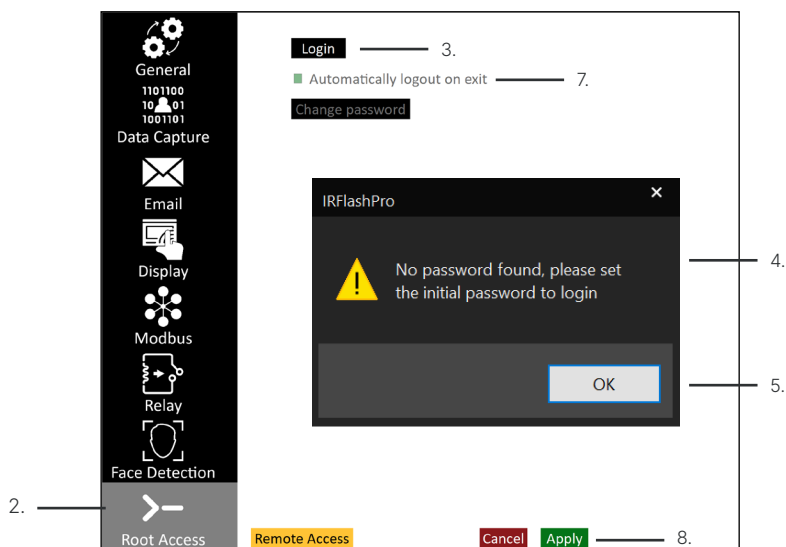 General
1101100
10 01
1001101
Data Capture
Email
Display
Modbus
Relay
Face Detection
2.
Root Access
Login
3.
Automatically logout on exit
7.
Change password
IRFlashPro
No password found, please set
the initial password to login
4.
OK
5.
Remote Access
Cancel
Apply
8.